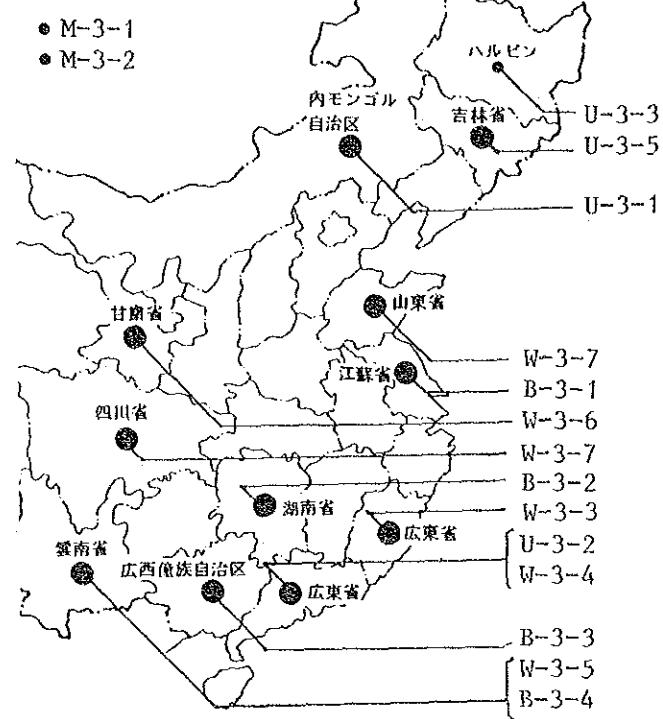 M-3-1
M-3-2
ハルビン
内モンゴル
自治区
吉林省
U-3-3
U-3-5
U-3-1
甘粛省
山東省
江蘇省
W-3-7
B-3-1
四川省
W-3-6
W-3-7
B-3-2
湖南省
W-3-3
広東省
雲南省
広西僮族自治区
広東省
U-3-2
W-3-4
B-3-3
W-3-5
B-3-4